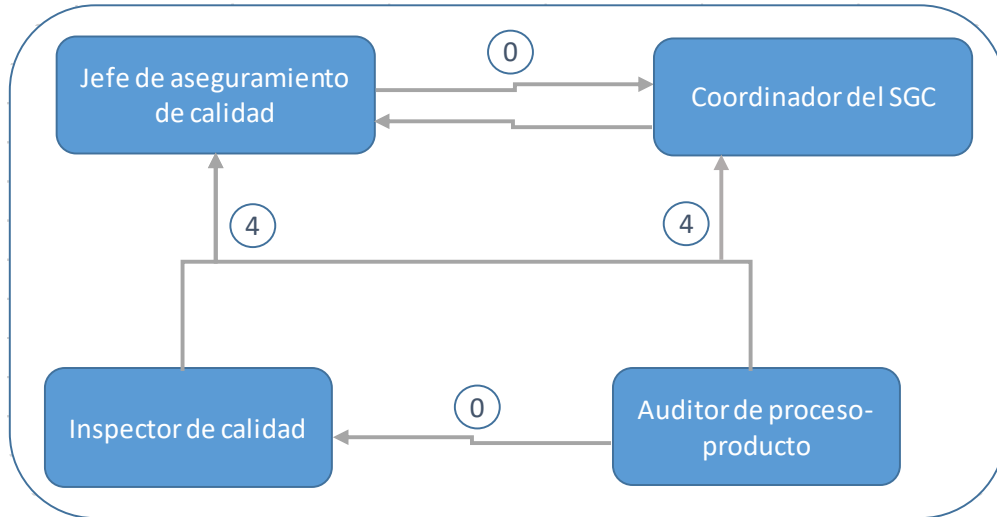 0
Jefe de aseguramiento
de calidad
Coordinador del SGC
4
4
0
Inspector de calidad
Auditor de proceso-
producto